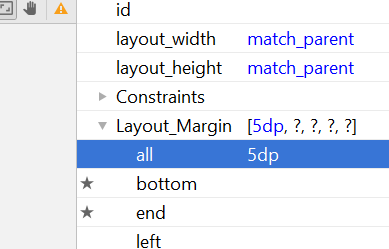 id
layout_width match_parent
layout_height match_parent
Constraints
Layout_Margin [5dp, ?, ?, ?, ?]
all 5dp
bottom
end
left